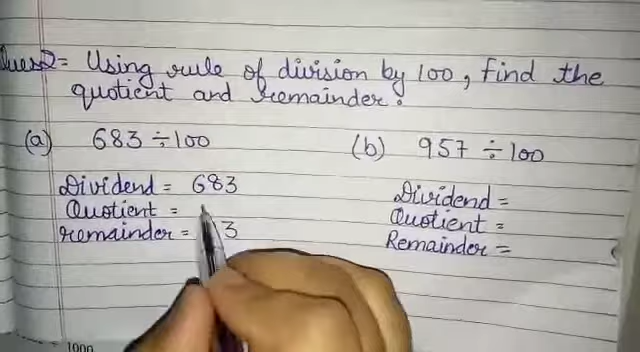 Ques2= Using rule of division by 100, find the
quotient and remainder.
(a) 683 ÷ 100
Dividend = 683
Quotient =
remainder = 3
(b) 957 ÷ 100
Dividend =
Quotient =
Remainder =
1000